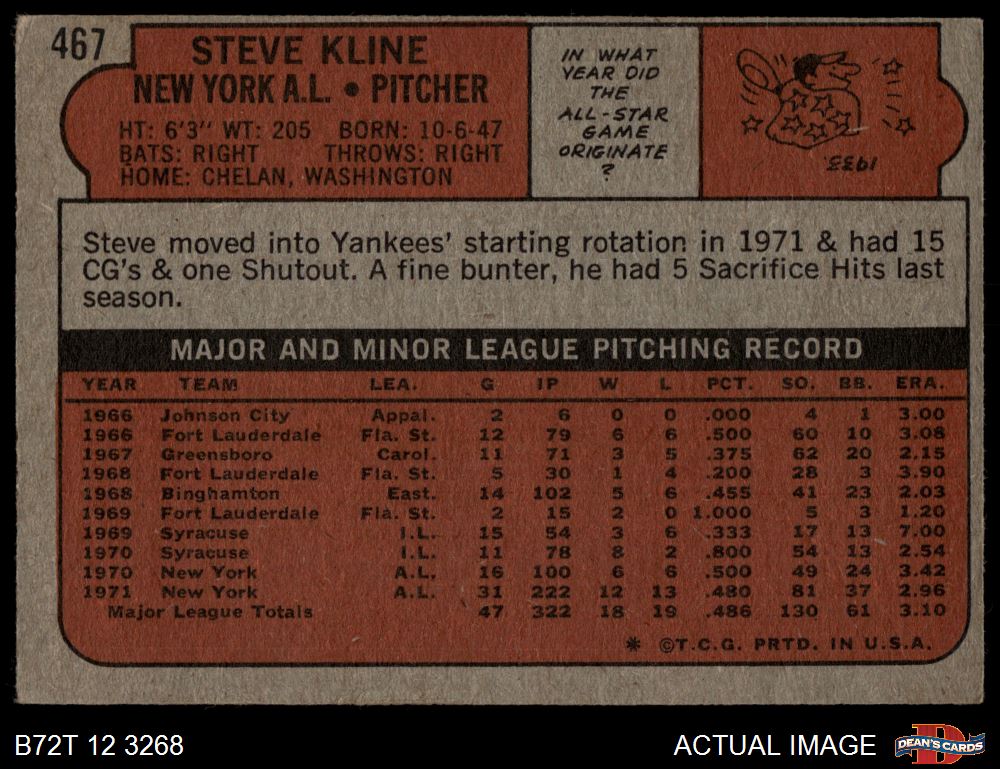 467
STEVE KLINE
NEW YORK A.L. • PITCHER
HT: 6'3" WT: 205 BORN: 10-6-47
BATS: RIGHT THROWS: RIGHT
HOME: CHELAN, WASHINGTON
IN WHAT
YEAR DID
THE
ALL-STAR
GAME
ORIGINATE
?
1933
Steve moved into Yankees' starting rotation in 1971 & had 15
CG's & one Shutout. A fine bunter, he had 5 Sacrifice Hits last
season.
MAJOR AND MINOR LEAGUE PITCHING RECORD
YEAR TEAM LEA. G IP W L PCT. SO. BB. ERA.
1966 Johnson City Appal. 2 6 0 0 .000 4 1 3.00
1966 Fort Lauderdale Fla. St. 12 79 6 6 .500 60 10 3.08
1967 Greensboro Carol. 11 71 3 5 .375 62 20 2.15
1968 Fort Lauderdale Fla. St. 5 30 1 4 .200 28 3 3.90
1968 Binghamton East. 14 102 5 6 .455 41 23 2.03
1969 Fort Lauderdale Fla. St. 2 15 2 0 1.000 5 3 1.20
1969 Syracuse I.L. 15 54 3 6 .333 17 13 7.00
1970 Syracuse I.L. 11 78 8 2 .800 54 13 2.54
1970 New York A.L. 16 100 6 6 .500 49 24 3.42
1971 New York A.L. 31 222 12 13 .480 81 37 2.96
Major League Totals 47 322 18 19 .486 130 61 3.10
* ©T.C.G. PRTD. IN U.S.A.
B72T 12 3268
ACTUAL IMAGE
D
DEAN'S CARDS